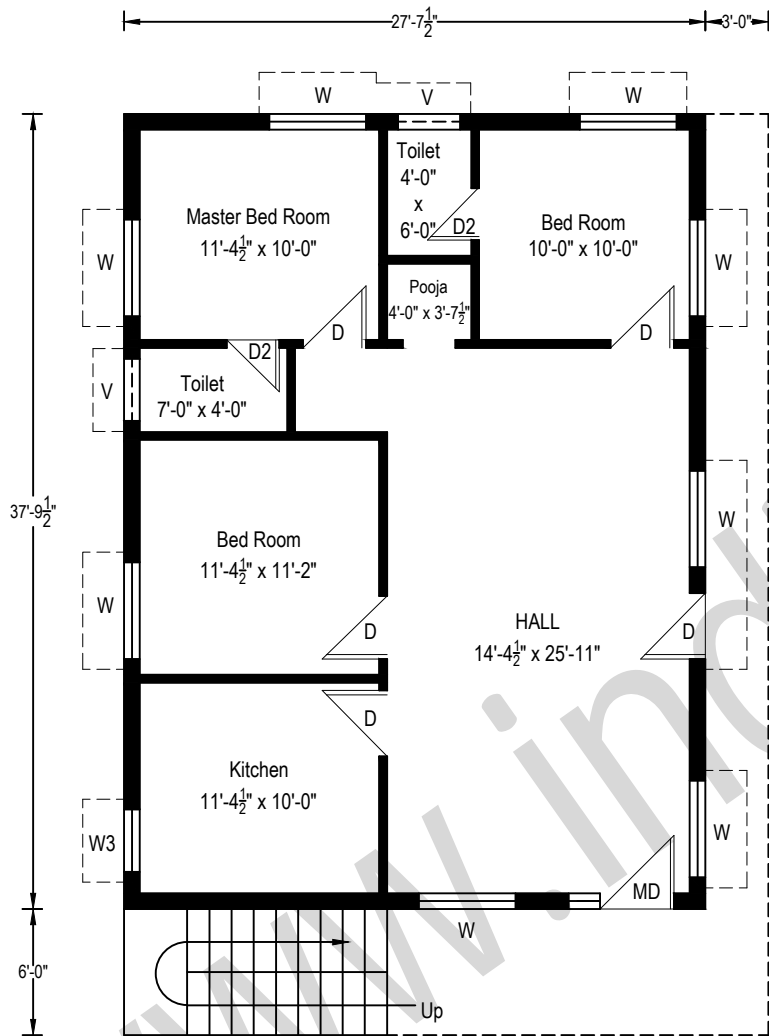 27'-7½"
3'-0"
W
V
W
Toilet
4'-0"
x
6'-0"
D2
Master Bed Room
11'-4½" x 10'-0"
Bed Room
10'-0" x 10'-0"
W
W
Pooja
4'-0" x 3'-7½"
D
D
D2
V
Toilet
7'-0" x 4'-0"
37'-9½"
Bed Room
11'-4½" x 11'-2"
W
W
D
HALL
14'-4½" x 25'-11"
D
D
Kitchen
11'-4½" x 10'-0"
W3
W
MD
W
6'-0"
Up
www.ind